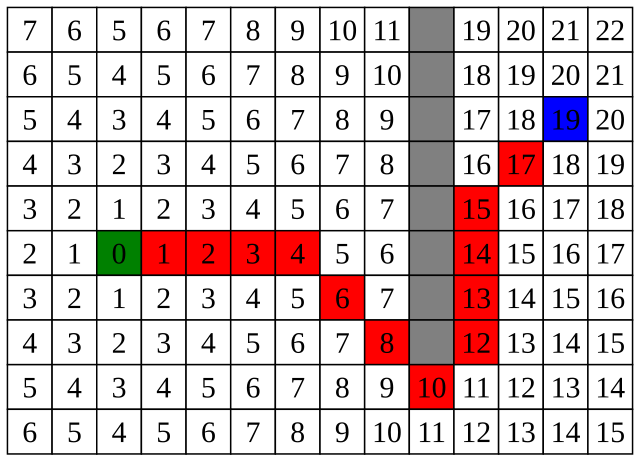 7 6 5 6 7 8 9 10 11 19 20 21 22
6 5 4 5 6 7 8 9 10 18 19 20 21
5 4 3 4 5 6 7 8 9 17 18 19 20
4 3 2 3 4 5 6 7 8 16 17 18 19
3 2 1 2 3 4 5 6 7 15 16 17 18
2 1 0 1 2 3 4 5 6 14 15 16 17
3 2 1 2 3 4 5 6 7 13 14 15 16
4 3 2 3 4 5 6 7 8 12 13 14 15
5 4 3 4 5 6 7 8 9 10 11 12 13 14
6 5 4 5 6 7 8 9 10 11 12 13 14 15